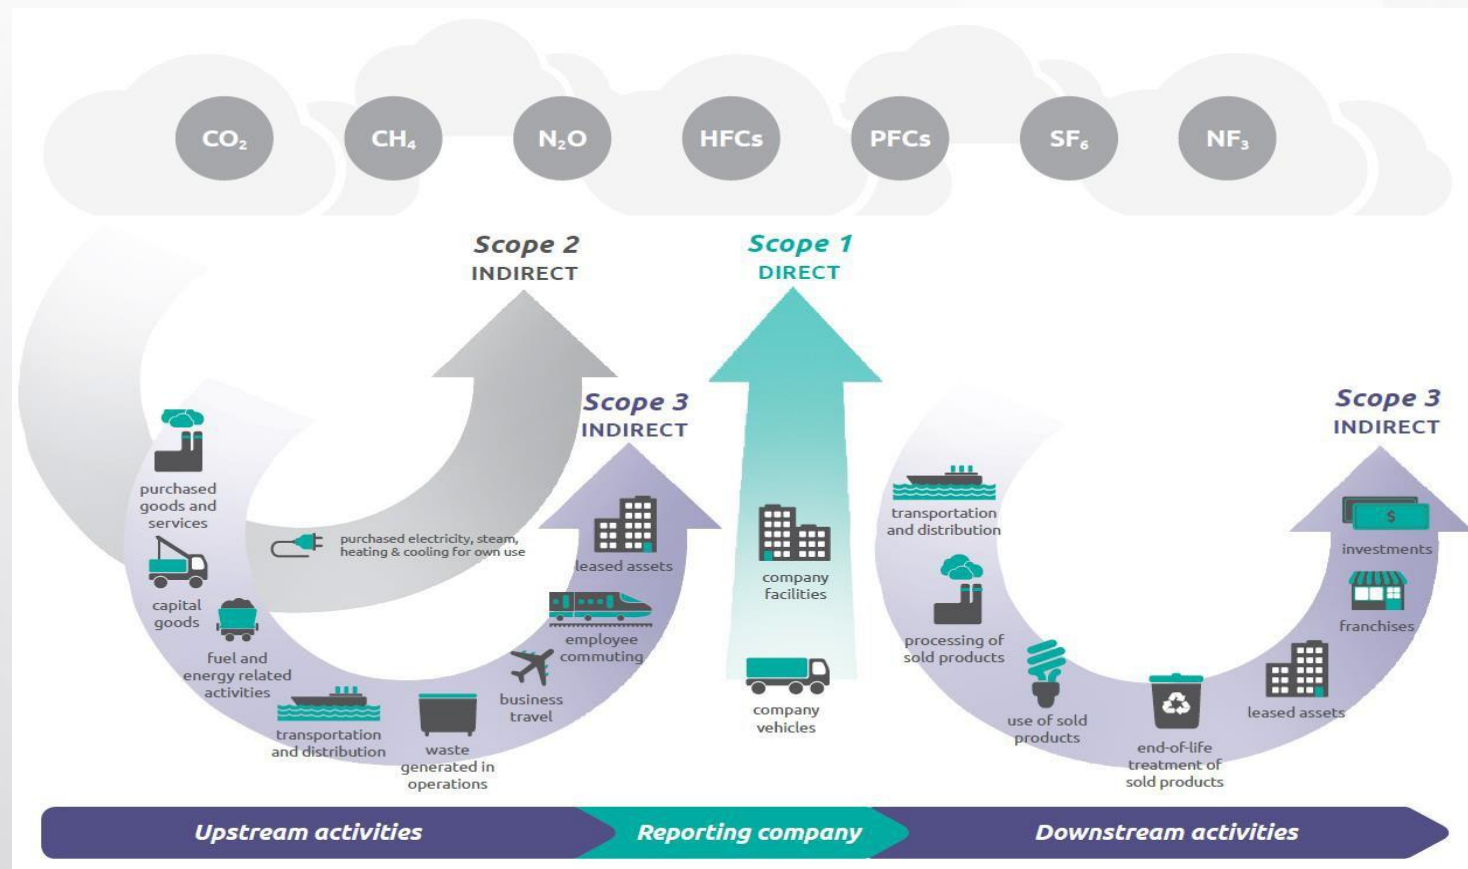 CO₂
CH₄
N₂O
HFCs
PFCs
SF₆
NF₃
Scope 2
INDIRECT
Scope 1
DIRECT
Scope 3
INDIRECT
Scope 3
INDIRECT
purchased
goods and
services
capital
goods
fuel and
energy related
activities
transportation
and distribution
waste
generated in
operations
business
travel
employee
commuting
leased assets
purchased electricity, steam,
heating & cooling for own use
company
facilities
company
vehicles
transportation
and distribution
processing of
sold products
use of sold
products
end-of-life
treatment of
sold products
leased assets
franchises
investments
$
Upstream activities
Reporting company
Downstream activities